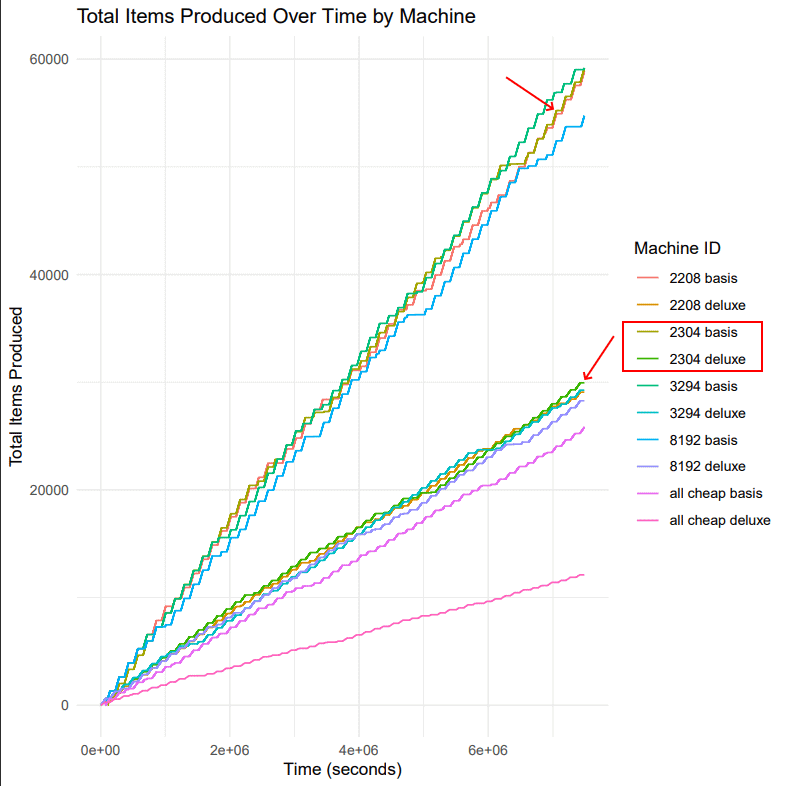 Total Items Produced Over Time by Machine
60000
40000
20000
0
Total Items Produced
0e+00
2e+06
4e+06
6e+06
Time (seconds)
Machine ID
2208 basis
2208 deluxe
2304 basis
2304 deluxe
3294 basis
3294 deluxe
8192 basis
8192 deluxe
all cheap basis
all cheap deluxe